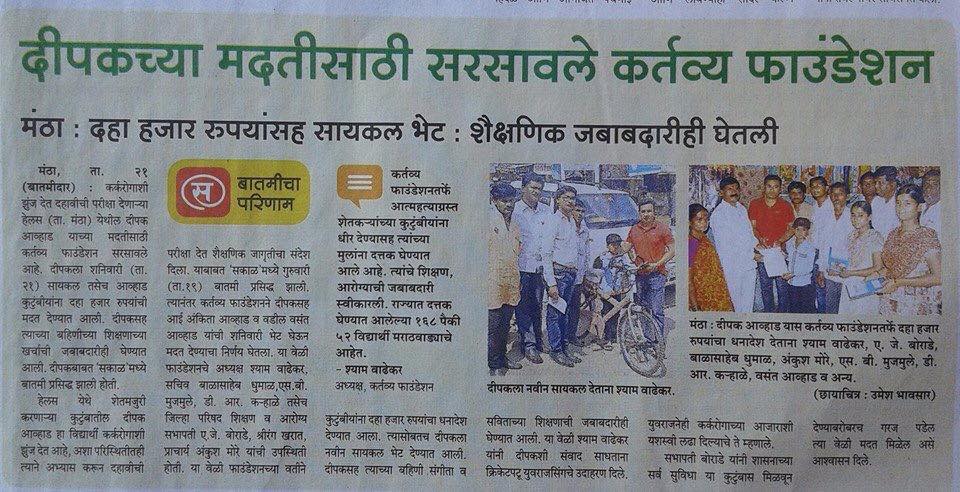 दीपकच्या मदतीसाठी सरसावले कर्तव्य फाउंडेशन
मंठा : दहा हजार रुपयांसह सायकल भेट : शैक्षणिक जबाबदारीही घेतली
मंठा, ता. २१
(बातमीदार) : कर्करोगाशी
झुंज देत दहावीची परीक्षा देणाऱ्या
हेलस (ता. मंठा) येथील दीपक
आव्हाड याच्या मदतीसाठी
कर्तव्य फाउंडेशन सरसावले
आहे. दीपकला शनिवारी (ता.
२१) सायकल तसेच आव्हाड
कुटुंबीयांना दहा हजार रुपयांची
मदत देण्यात आली. दीपकसह
त्याच्या बहिणीच्या शिक्षणाच्या
खर्चाची जबाबदारीही घेण्यात
आली. दीपकबाबत 'सकाळ'मध्ये
बातमी प्रसिद्ध झाली होती.
हेलस येथे शेतमजुरी
करणाऱ्या कुटुंबातील दीपक
आव्हाड हा विद्यार्थी कर्करोगाशी
झुंज देत आहे, अशा परिस्थितीतही
त्याने अभ्यास करून दहावीची
स
बातमीचा
परिणाम
परीक्षा देत शैक्षणिक जागृतीचा संदेश
दिला. याबाबत 'सकाळ'मध्ये गुरुवारी
(ता.१९) बातमी प्रसिद्ध झाली.
त्यानंतर कर्तव्य फाउंडेशनने दीपकसह
आई अंकिता आव्हाड व वडील वसंत
आव्हाड यांची शनिवारी भेट घेऊन
मदत देण्याचा निर्णय घेतला. या वेळी
फाउंडेशनचे अध्यक्ष श्याम वाढेकर,
सचिव बाळासाहेब धुमाळ,एस.बी.
मुजमुले, डी. आर. कऱ्हाळे तसेच
जिल्हा परिषद शिक्षण व आरोग्य
सभापती ए.जे. बोराडे, श्रीरंग खरात,
प्राचार्य अंकुश मोरे यांची उपस्थिती
होती. या वेळी फाउंडेशनच्या वतीने
कर्तव्य
फाउंडेशनतर्फे
आत्महत्याग्रस्त
शेतकऱ्यांच्या कुटुंबीयांना
धीर देण्यासह त्यांच्या
मुलांना दत्तक घेण्यात
आले आहे. त्यांचे शिक्षण,
आरोग्याची जबाबदारी
स्वीकारली. राज्यात दत्तक
घेण्यात आलेल्या १६८ पैकी
५२ विद्यार्थी मराठवाड्याचे
आहेत.
- श्याम वाढेकर
अध्यक्ष, कर्तव्य फाउंडेशन
कुटुंबीयांना दहा हजार रुपयांचा धनादेश
देण्यात आला. त्यासोबतच दीपकला
नवीन सायकल भेट देण्यात आली.
दीपकसह त्याच्या बहिणी संगीता व
दीपकला नवीन सायकल देताना श्याम वाढेकर.
सविताच्या शिक्षणाची जबाबदारीही
घेण्यात आली. या वेळी श्याम वाढेकर
यांनी दीपकशी संवाद साधताना
क्रिकेटपटू युवराजसिंगचे उदाहरण दिले.
मंठा : दीपक आव्हाड यास कर्तव्य फाउंडेशनतर्फे दहा हजार
रुपयांचा धनादेश देताना श्याम वाढेकर, ए. जे. बोराडे,
बाळासाहेब धुमाळ, अंकुश मोरे, एस. बी. मुजमुले, डी.
आर. कऱ्हाळे, वसंत आव्हाड व अन्य.
(छायाचित्र : उमेश भावसार)
युवराजनेही कर्करोगाच्या आजाराशी
यशस्वी लढा दिल्याचे ते म्हणाले.
सभापती बोराडे यांनी शासनाच्या
सर्व सुविधा या कुटुंबास मिळवून
देण्याबरोबरच गरज पडेल
त्या वेळी मदत मिळेल असे
आश्वासन दिले.